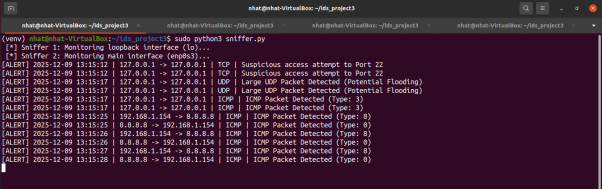 nhat@nhat-VirtualBox: ~/ids_project3
nhat@nhat-VirtualBox: ~/ids_project3
nhat@nhat-VirtualBox: ~/ids_project3
nhat@nhat-VirtualBox: ~/ids_project3
nhat@nhat-VirtualBox: ~/ids_project3
(venv) nhat@nhat-VirtualBox:~/ids_project3$ sudo python3 sniffer.py
[*] Sniffer 1: Monitoring loopback interface (lo)...
[*] Sniffer 2: Monitoring main interface (enp0s3)...
[ALERT] 2025-12-09 13:15:12 | 127.0.0.1 -> 127.0.0.1 | TCP | Suspicious access attempt to Port 22
[ALERT] 2025-12-09 13:15:12 | 127.0.0.1 -> 127.0.0.1 | TCP | Suspicious access attempt to Port 22
[ALERT] 2025-12-09 13:15:17 | 127.0.0.1 -> 127.0.0.1 | UDP | Large UDP Packet Detected (Potential Flooding)
[ALERT] 2025-12-09 13:15:17 | 127.0.0.1 -> 127.0.0.1 | UDP | Large UDP Packet Detected (Potential Flooding)
[ALERT] 2025-12-09 13:15:17 | 127.0.0.1 -> 127.0.0.1 | ICMP | ICMP Packet Detected (Type: 3)
[ALERT] 2025-12-09 13:15:17 | 127.0.0.1 -> 127.0.0.1 | ICMP | ICMP Packet Detected (Type: 3)
[ALERT] 2025-12-09 13:15:25 | 192.168.1.154 -> 8.8.8.8 | ICMP | ICMP Packet Detected (Type: 8)
[ALERT] 2025-12-09 13:15:25 | 8.8.8.8 -> 192.168.1.154 | ICMP | ICMP Packet Detected (Type: 0)
[ALERT] 2025-12-09 13:15:26 | 192.168.1.154 -> 8.8.8.8 | ICMP | ICMP Packet Detected (Type: 8)
[ALERT] 2025-12-09 13:15:26 | 8.8.8.8 -> 192.168.1.154 | ICMP | ICMP Packet Detected (Type: 0)
[ALERT] 2025-12-09 13:15:27 | 192.168.1.154 -> 8.8.8.8 | ICMP | ICMP Packet Detected (Type: 8)
[ALERT] 2025-12-09 13:15:28 | 8.8.8.8 -> 192.168.1.154 | ICMP | ICMP Packet Detected (Type: 0)